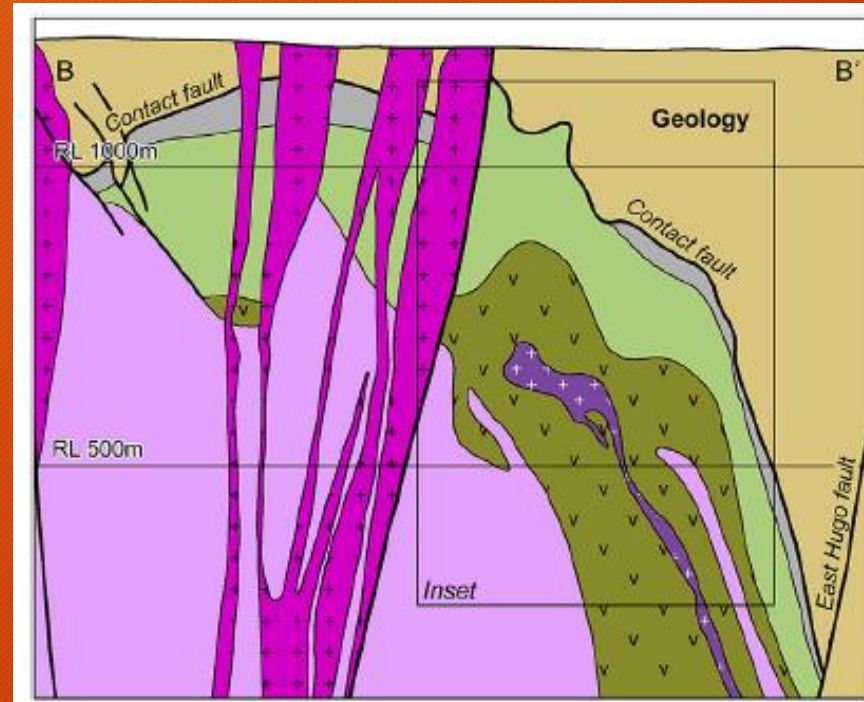 B
B'
Contact fault
Geology
RL 1000m
Contact fault
RL 500m
East Hugo fault
Inset